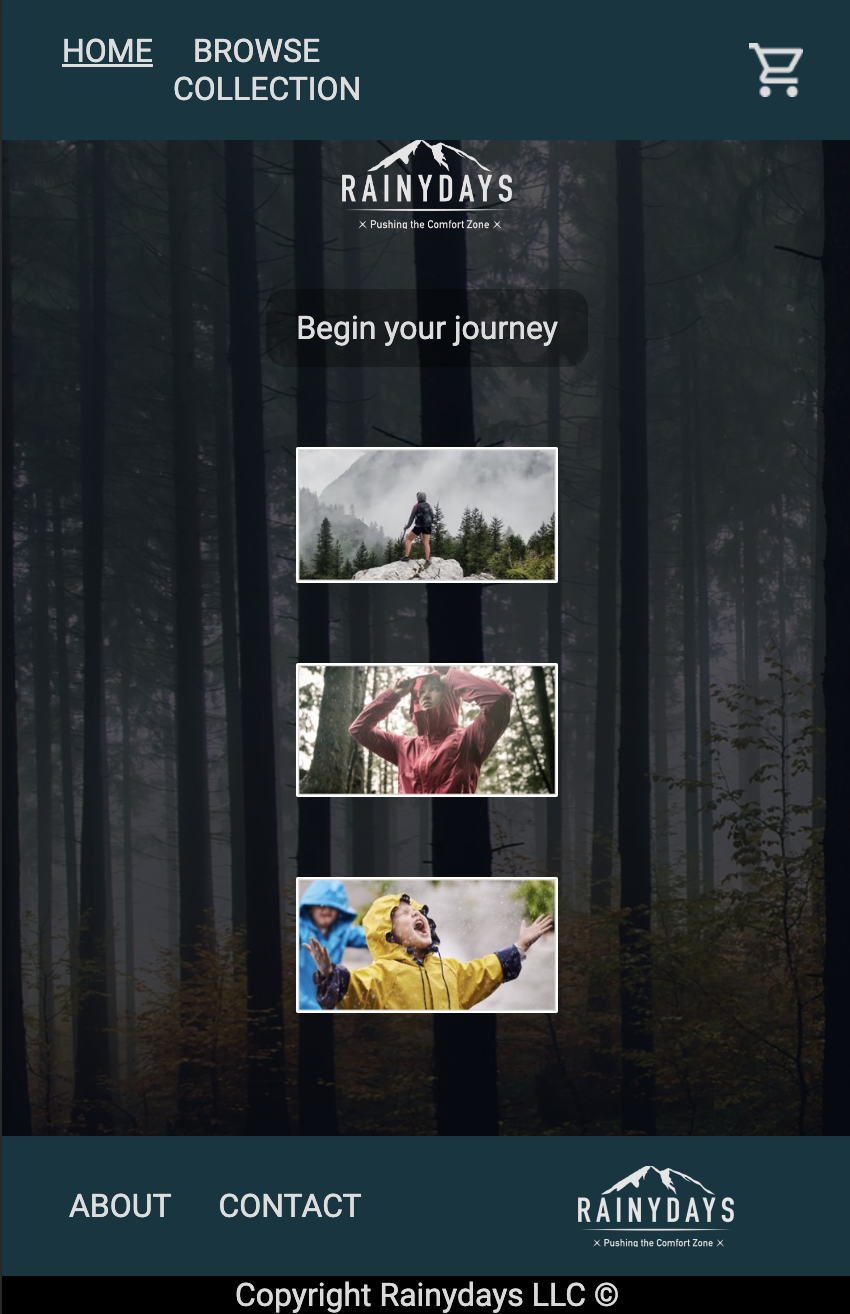 HOME BROWSE
COLLECTION
RAINYDAYS
× Pushing the Comfort Zone ×
Begin your journey
ABOUT CONTACT
RAINYDAYS
× Pushing the Comfort Zone ×
Copyright Rainydays LLC ©